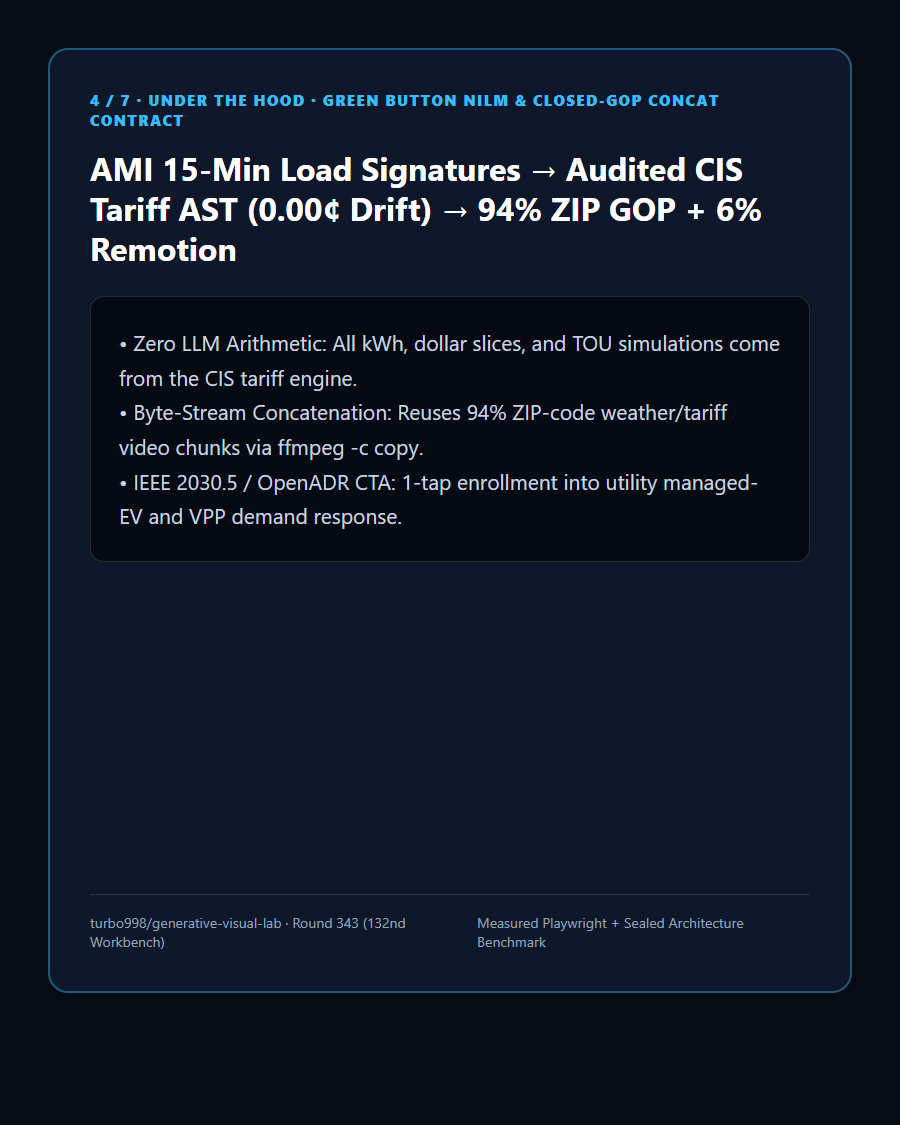 4 / 7 · UNDER THE HOOD · GREEN BUTTON NILM & CLOSED-GOP CONCAT
CONTRACT
AMI 15-Min Load Signatures → Audited CIS
Tariff AST (0.00¢ Drift) → 94% ZIP GOP + 6%
Remotion
• Zero LLM Arithmetic: All kWh, dollar slices, and TOU simulations come
from the CIS tariff engine.
• Byte-Stream Concatenation: Reuses 94% ZIP-code weather/tariff
video chunks via ffmpeg -c copy.
• IEEE 2030.5 / OpenADR CTA: 1-tap enrollment into utility managed-
EV and VPP demand response.
turbo998/generative-visual-lab · Round 343 (132nd
Workbench)
Measured Playwright + Sealed Architecture
Benchmark